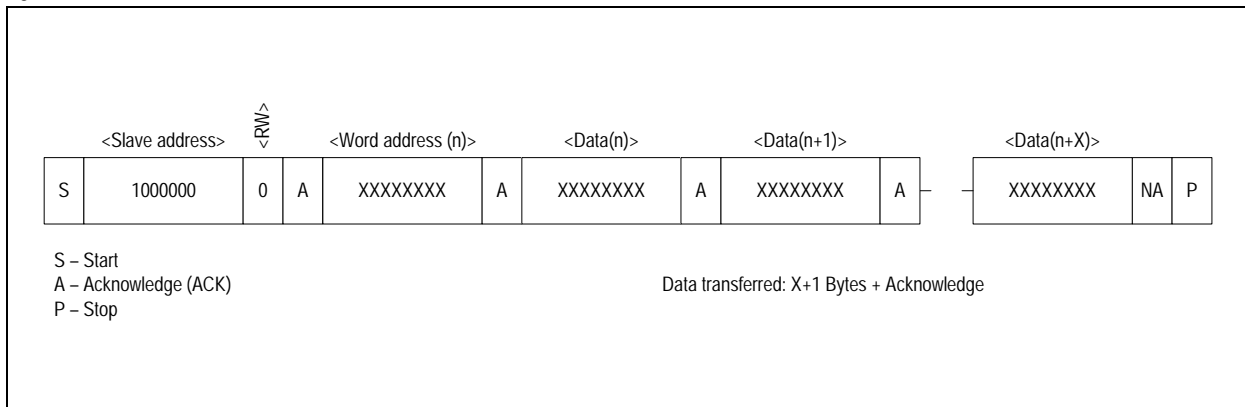 <Slave address> <RW> <Word address (n)> <Data(n)> <Data(n+1)> <Data(n+X)>
S 1000000 0 A XXXXXXXX A XXXXXXXX A XXXXXXXX A XXXXXXXX NA P
S – Start
A – Acknowledge (ACK) Data transferred: X+1 Bytes + Acknowledge
P – Stop